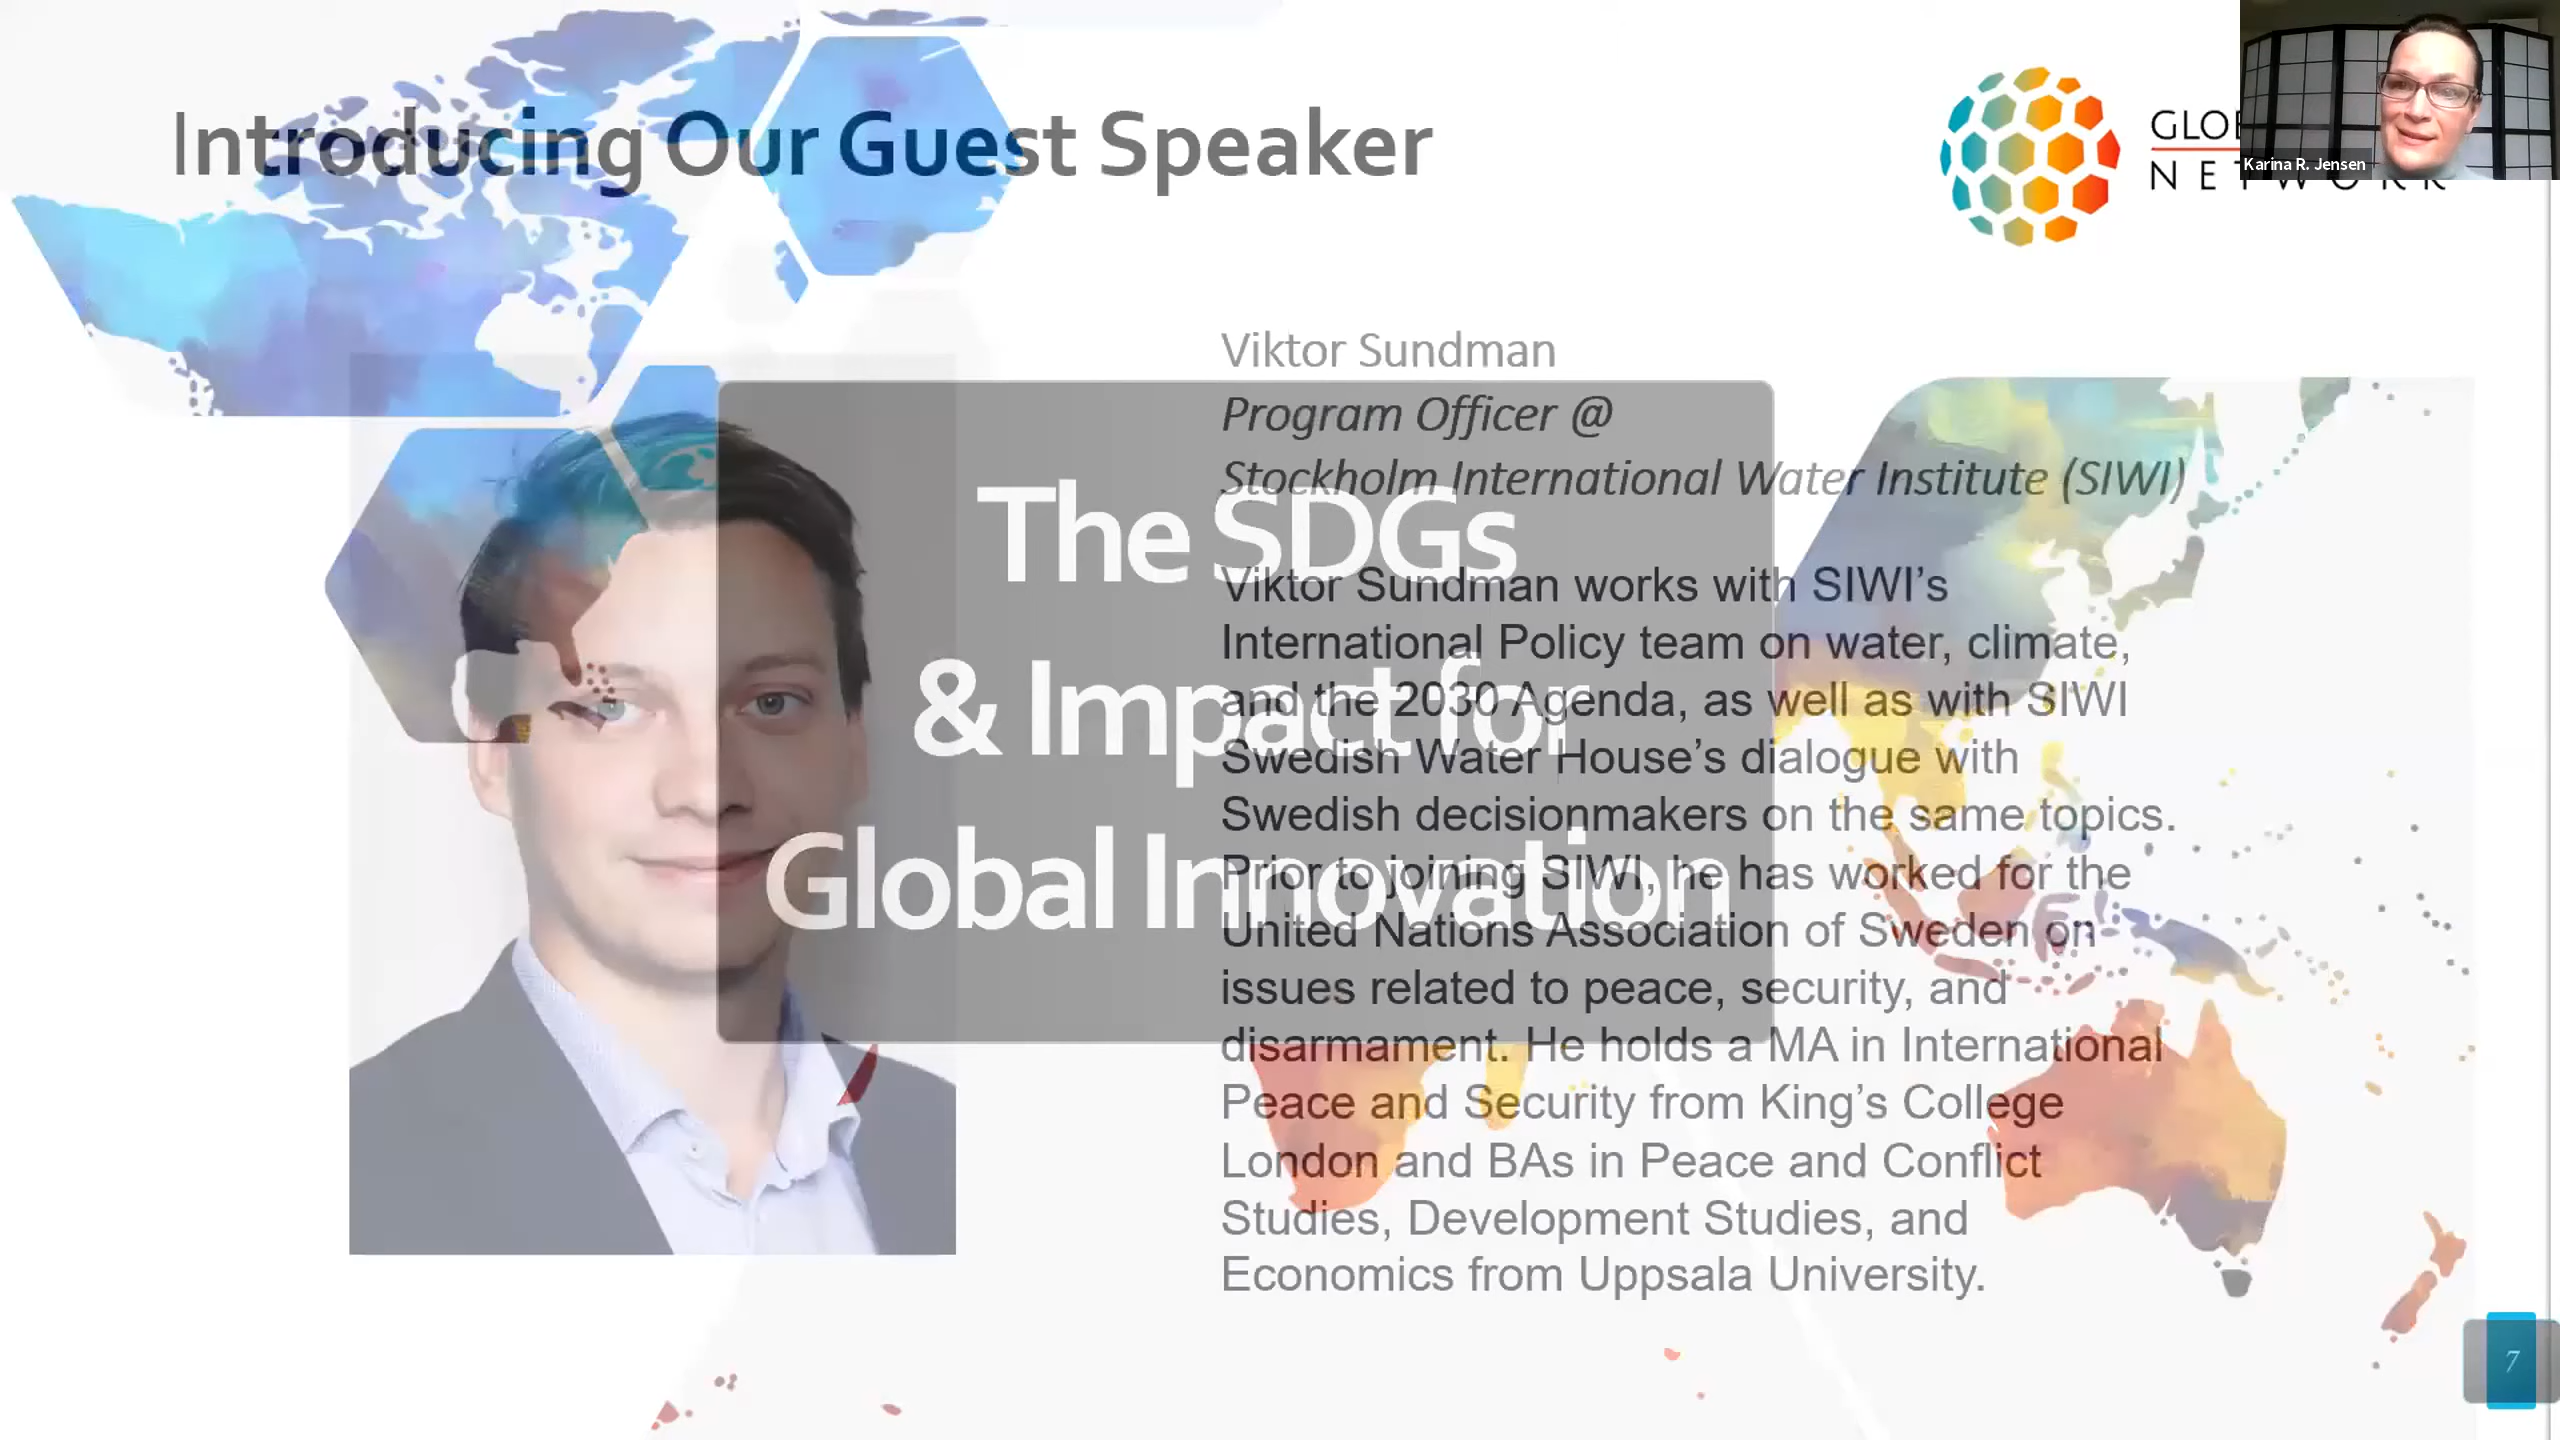 Introducing Our Guest Speaker
GLOB
NETWORK
Karina R. Jensen
Viktor Sundman
Program Officer @
Stockholm International Water Institute (SIWI)
The SDGs
& Impact for
Global Innovation
Viktor Sundman works with SIWI’s
International Policy team on water, climate,
and the 2030 Agenda, as well as with SIWI
Swedish Water House’s dialogue with
Swedish decisionmakers on the same topics.
Prior to joining SIWI, he has worked for the
United Nations Association of Sweden on
issues related to peace, security, and
disarmament. He holds a MA in International
Peace and Security from King’s College
London and BAs in Peace and Conflict
Studies, Development Studies, and
Economics from Uppsala University.
7